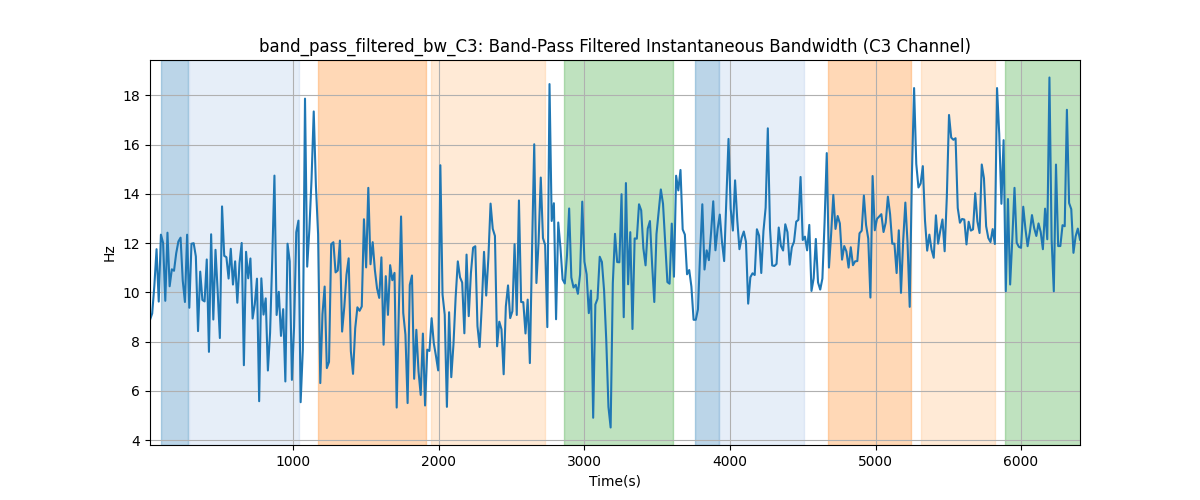 band_pass_filtered_bw_C3: Band-Pass Filtered Instantaneous Bandwidth (C3 Channel)
18
16
14
12
10
8
6
4
Hz
1000 2000 3000 4000 5000 6000
Time(s)